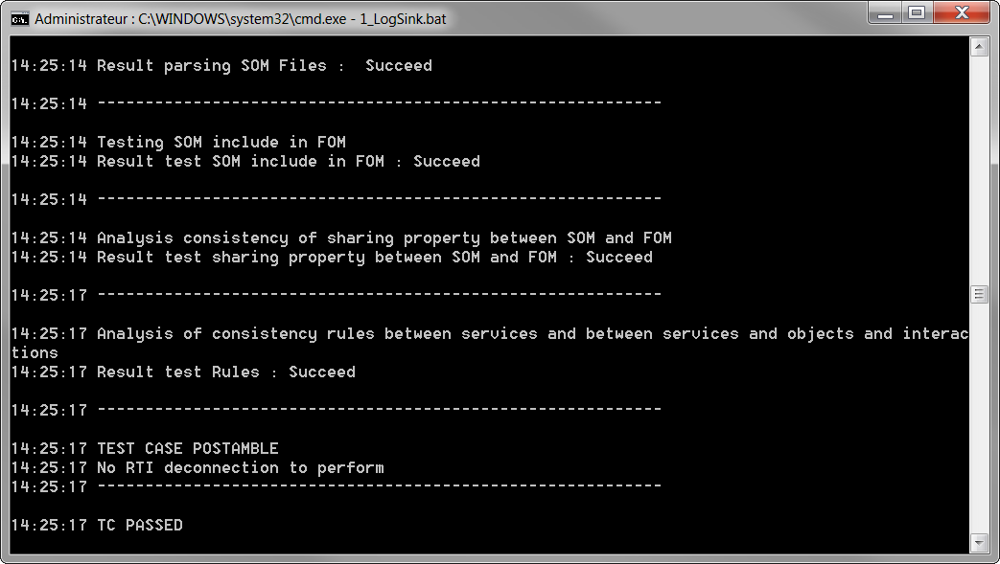 Administrateur : C:\WINDOWS\system32\cmd.exe - 1_LogSink.bat
14:25:14 Result parsing SOM Files :  Succeed
14:25:14 -----------------------------------------------------------
14:25:14 Testing SOM include in FOM
14:25:14 Result test SOM include in FOM : Succeed
14:25:14 -----------------------------------------------------------
14:25:14 Analysis consistency of sharing property between SOM and FOM
14:25:14 Result test sharing property between SOM and FOM : Succeed
14:25:17 -----------------------------------------------------------
14:25:17 Analysis of consistency rules between services and between services and objects and interac
tions
14:25:17 Result test Rules : Succeed
14:25:17 -----------------------------------------------------------
14:25:17 TEST CASE POSTAMBLE
14:25:17 No RTI deconnection to perform
14:25:17 -----------------------------------------------------------
14:25:17 TC PASSED